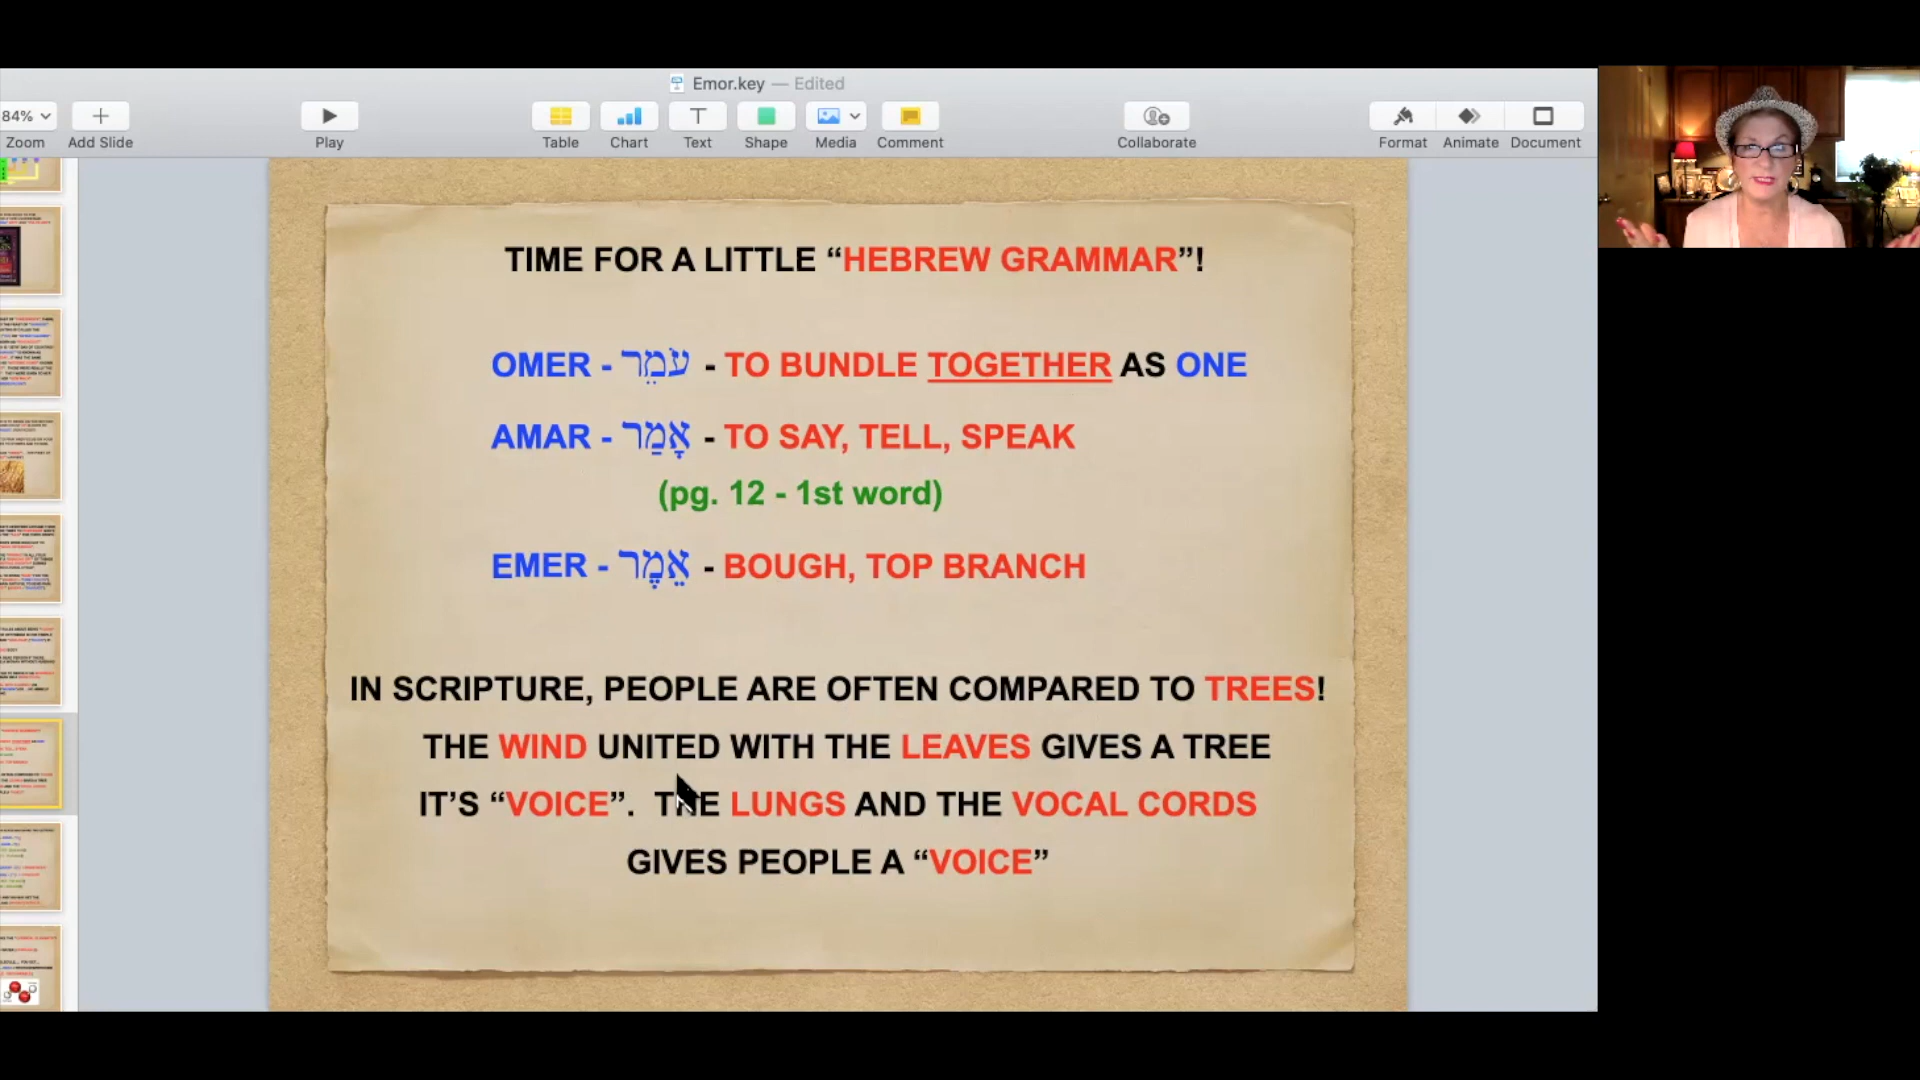 Emor.key — Edited
84%
Zoom
Add Slide
Play
Table
Chart
Text
Shape
Media
Comment
Collaborate
Format
Animate
Document
TIME FOR A LITTLE “HEBREW GRAMMAR”!
OMER - עֹמֵר - TO BUNDLE TOGETHER AS ONE
AMAR - אָמַר - TO SAY, TELL, SPEAK
(pg. 12 - 1st word)
EMER - אֵמֶר - BOUGH, TOP BRANCH
IN SCRIPTURE, PEOPLE ARE OFTEN COMPARED TO TREES!
THE WIND UNITED WITH THE LEAVES GIVES A TREE
IT’S “VOICE”. THE LUNGS AND THE VOCAL CORDS
GIVES PEOPLE A “VOICE”